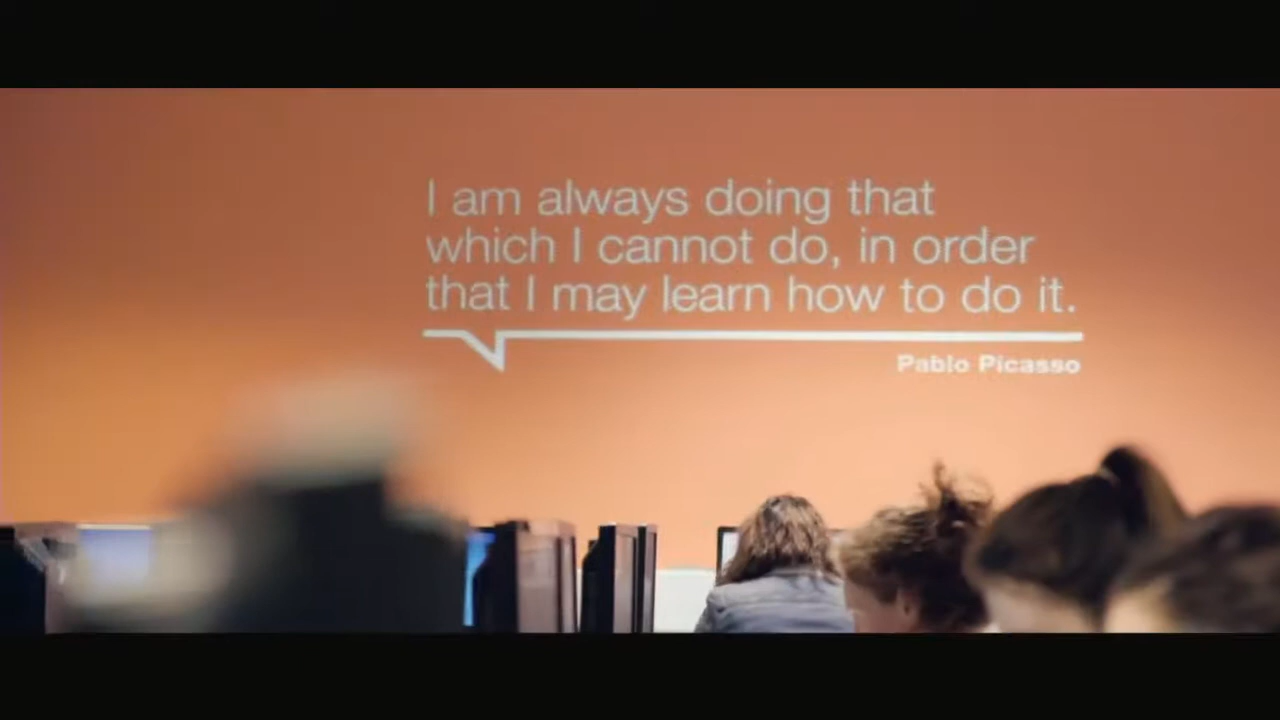 I am always doing that
which I cannot do, in order
that I may learn how to do it.
Pablo Picasso